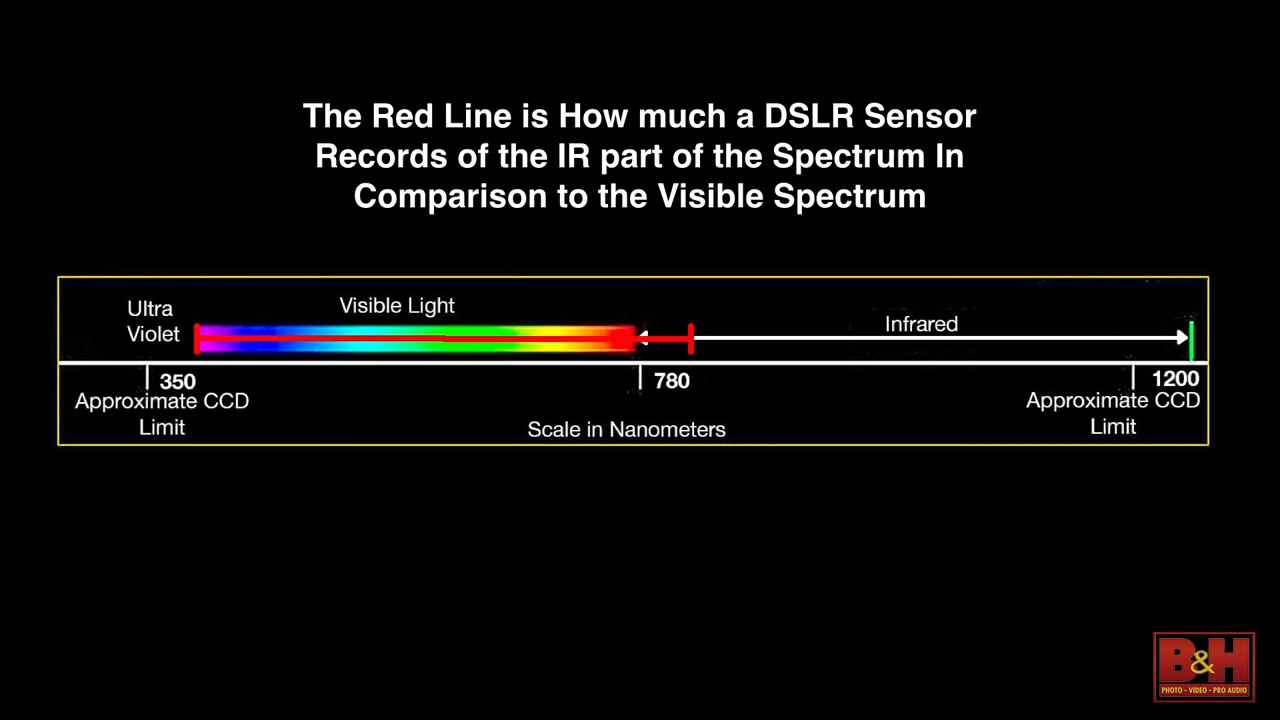 The Red Line is How much a DSLR Sensor
Records of the IR part of the Spectrum In
Comparison to the Visible Spectrum
Ultra
Violet
Visible Light
Infrared
350
780
1200
Approximate CCD
Limit
Scale in Nanometers
Approximate CCD
Limit
B&H
PHOTO - VIDEO - PRO AUDIO